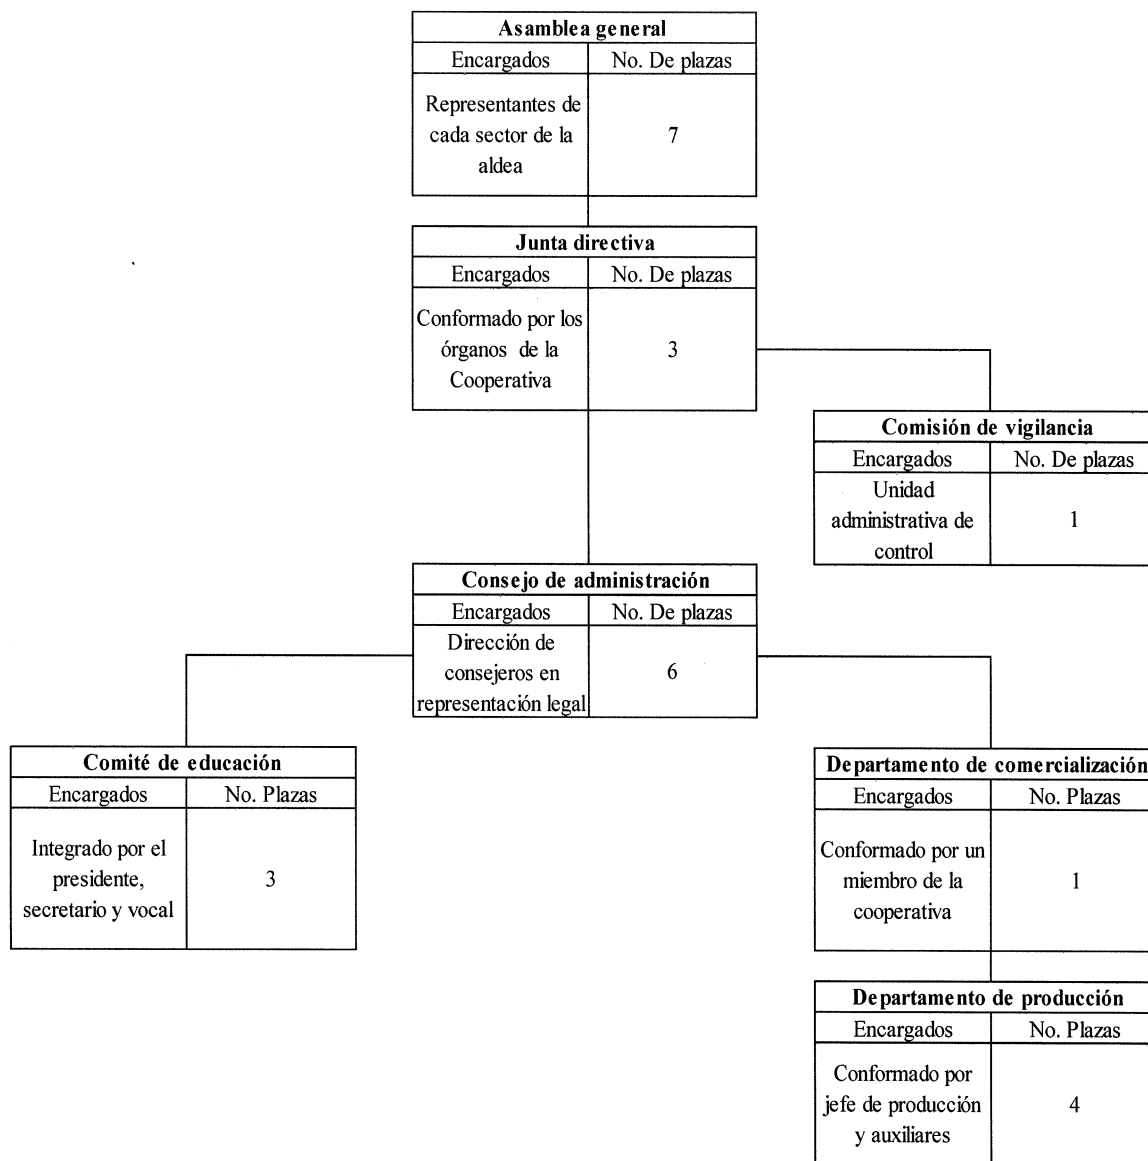 Asamblea general
Encargados No. De plazas
Representantes de
cada sector de la
aldea
7
Junta directiva
Encargados No. De plazas
Conformado por los
órganos de la
Cooperativa
3
Comisión de vigilancia
Encargados No. De plazas
Unidad
administrativa de
control
1
Consejo de administración
Encargados No. De plazas
Dirección de
consejeros en
representación legal
6
Comité de educación
Encargados No. Plazas
Integrado por el
presidente,
secretario y vocal
3
Departamento de comercialización
Encargados No. Plazas
Conformado por un
miembro de la
cooperativa
1
Departamento de producción
Encargados No. Plazas
Conformado por
jefe de producción
y auxiliares
4